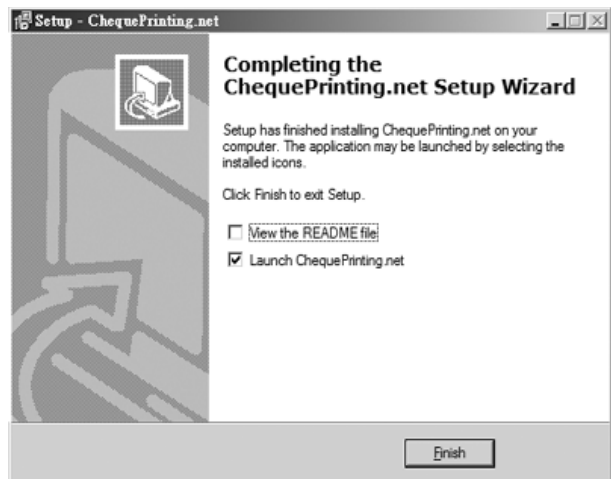 Setup - ChequePrinting.net
Completing the
ChequePrinting.net Setup Wizard
Setup has finished installing ChequePrinting.net on your
computer. The application may be launched by selecting the
installed icons.
Click Finish to exit Setup.
View the README file
Launch ChequePrinting.net
Finish